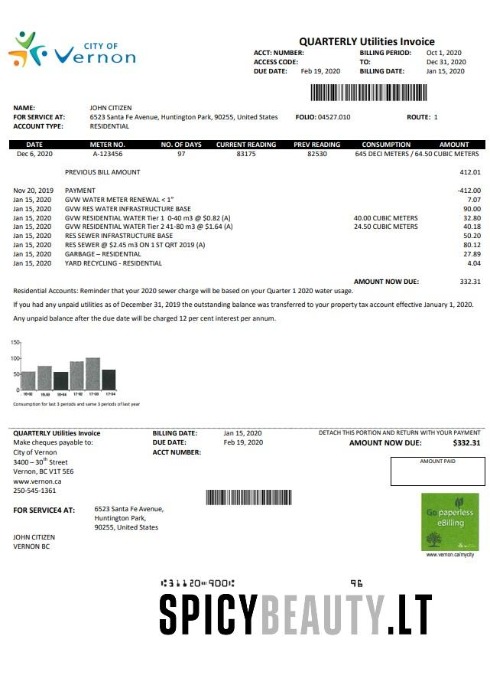 CITY OF
Vernon
QUARTERLY Utilities Invoice
ACCT: NUMBER: BILLING PERIOD: Oct 1, 2020
ACCESS CODE: TO: Dec 31, 2020
DUE DATE: Feb 19, 2020 BILLING DATE: Jan 15, 2020
NAME: JOHN CITIZEN
FOR SERVICE AT: 6523 Santa Fe Avenue, Huntington Park, 90255, United States FOLIO: 04527.010 ROUTE: 1
ACCOUNT TYPE: RESIDENTIAL
DATE METER NO. NO. OF DAYS CURRENT READING PREV READING CONSUMPTION AMOUNT
Dec 6, 2020 A-123456 97 83175 82530 645 DECI METERS / 64.50 CUBIC METERS
PREVIOUS BILL AMOUNT 412.01
Nov 20, 2019 PAYMENT -412.00
Jan 15, 2020 GVW WATER METER RENEWAL < 1" 7.07
Jan 15, 2020 GVW RES WATER INFRASTRUCTURE BASE 90.00
Jan 15, 2020 GVW RESIDENTIAL WATER Tier 1 0-40 m3 @ $0.82 (A) 40.00 CUBIC METERS 32.80
Jan 15, 2020 GVW RESIDENTIAL WATER Tier 2 41-80 m3 @ $1.64 (A) 24.50 CUBIC METERS 40.18
Jan 15, 2020 RES SEWER INFRASTRUCTURE BASE 50.20
Jan 15, 2020 RES SEWER @ $2.45 m3 ON 1 ST QRT 2019 (A) 80.12
Jan 15, 2020 GARBAGE – RESIDENTIAL 27.89
Jan 15, 2020 YARD RECYCLING - RESIDENTIAL 4.04
AMOUNT NOW DUE: 332.31
Residential Accounts: Reminder that your 2020 sewer charge will be based on your Quarter 1 2020 water usage.
If you had any unpaid utilities as of December 31, 2019 the outstanding balance was transferred to your property tax account effective January 1, 2020.
Any unpaid balance after the due date will be charged 12 per cent interest per annum.
150
100
50
0
Consumption for last 3 periods and same 3 periods of last year
QUARTERLY Utilities Invoice BILLING DATE: Jan 15, 2020 DETACH THIS PORTION AND RETURN WITH YOUR PAYMENT
Make cheques payable to: DUE DATE: Feb 19, 2020 AMOUNT NOW DUE: $332.31
City of Vernon ACCT NUMBER:
3400 – 30th Street
Vernon, BC V1T 5E6
www.vernon.ca
250-545-1361
AMOUNT PAID
FOR SERVICE4 AT: 6523 Santa Fe Avenue,
Huntington Park,
90255, United States
JOHN CITIZEN
VERNON BC
Go paperless
eBilling
www.vernon.ca/mycity
SPICYBEAUTY.LT